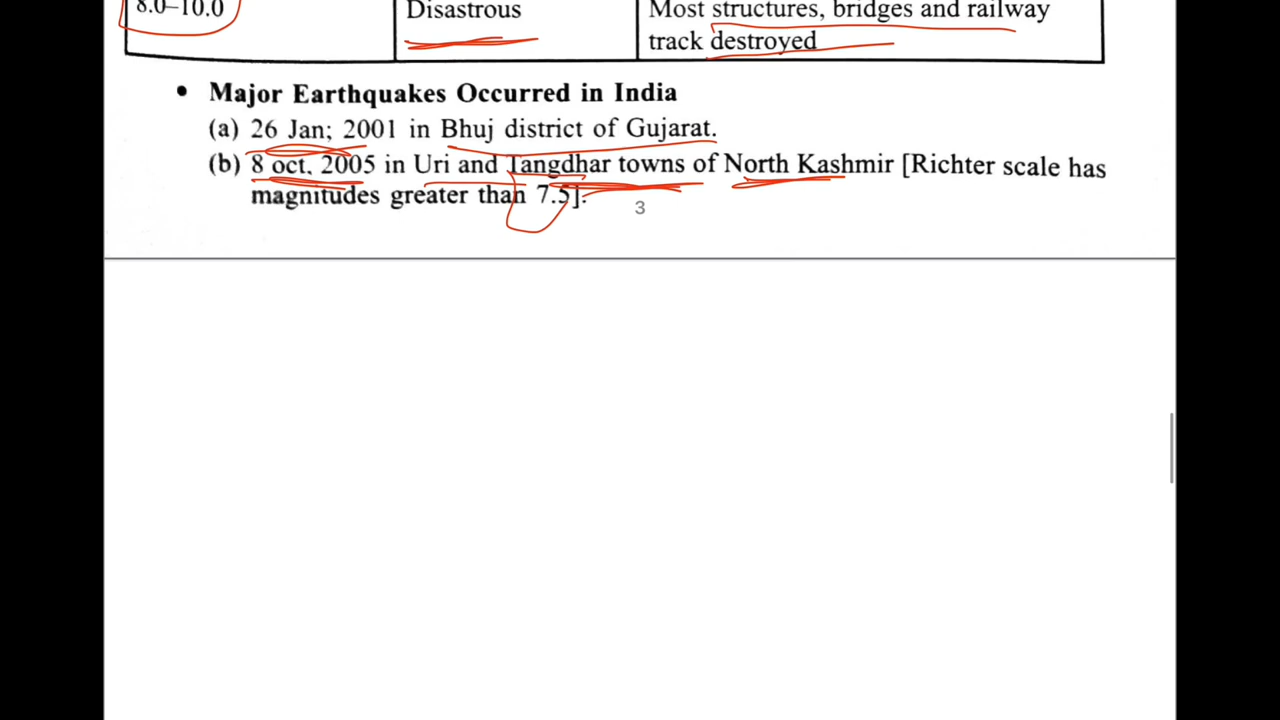 8.0–10.0 Disastrous Most structures, bridges and railway
track destroyed
• Major Earthquakes Occurred in India
(a) 26 Jan; 2001 in Bhuj district of Gujarat.
(b) 8 oct. 2005 in Uri and Tangdhar towns of North Kashmir [Richter scale has
magnitudes greater than 7.5].
3